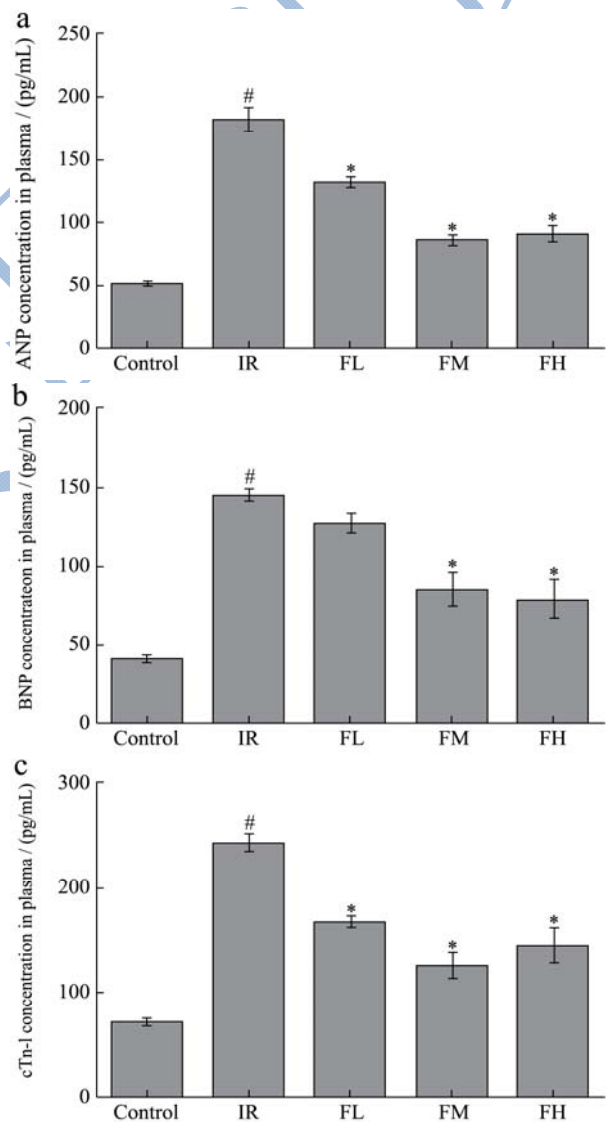 a
ANP concentration in plasma / (pg/mL)
250
200
150
100
50
0
#
*
*
*
Control IR FL FM FH
b
BNP concentrateon in plasma / (pg/mL)
200
150
100
50
0
#
*
*
Control IR FL FM FH
c
cTn-l concentration in plasma / (pg/mL)
300
200
100
0
#
*
*
*
Control IR FL FM FH